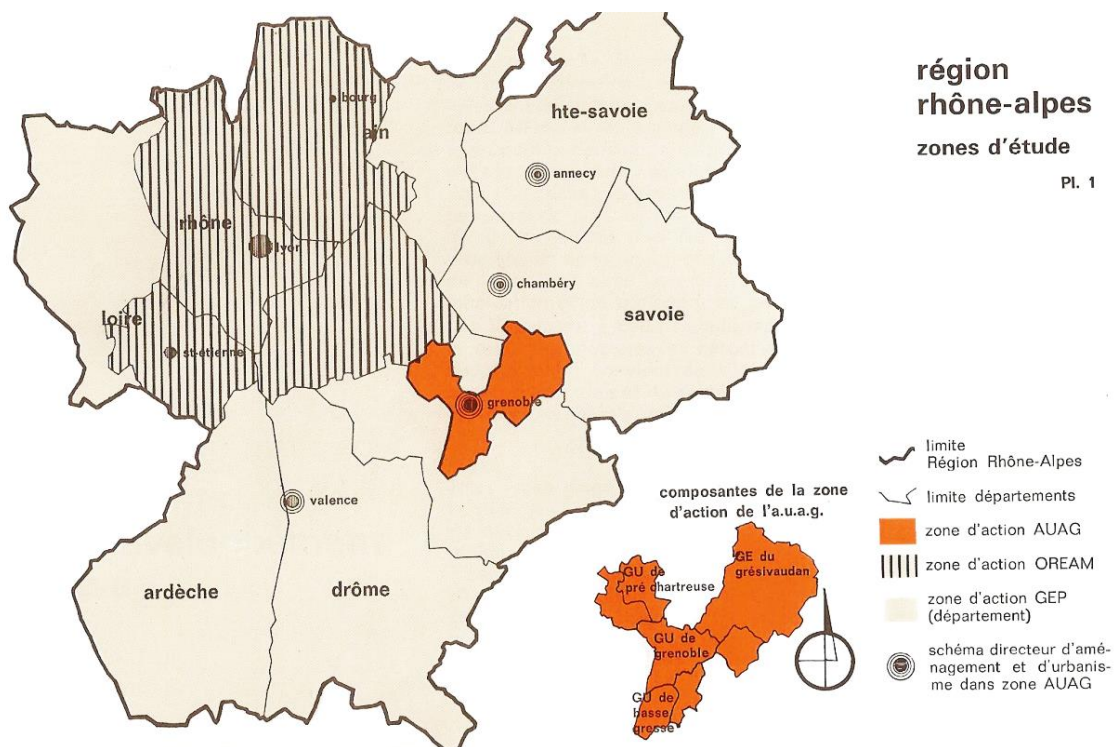 région
rhône-alpes
zones d'étude
Pl. 1
bourg
ain
hte-savoie
annecy
rhône
lyon
chambéry
savoie
loire
st-étienne
grenoble
valence
ardèche
drôme
limite
Région Rhône-Alpes
limite départements
zone d'action AUAG
zone d'action OREAM
zone d'action GEP
(département)
schéma directeur d'amé-
nagement et d'urbanis-
me dans zone AUAG
composantes de la zone
d'action de l'a.u.a.g.
GE du
grésivaudan
GU de
pré chartreuse
GU de
grenoble
GU de
basse
gresse